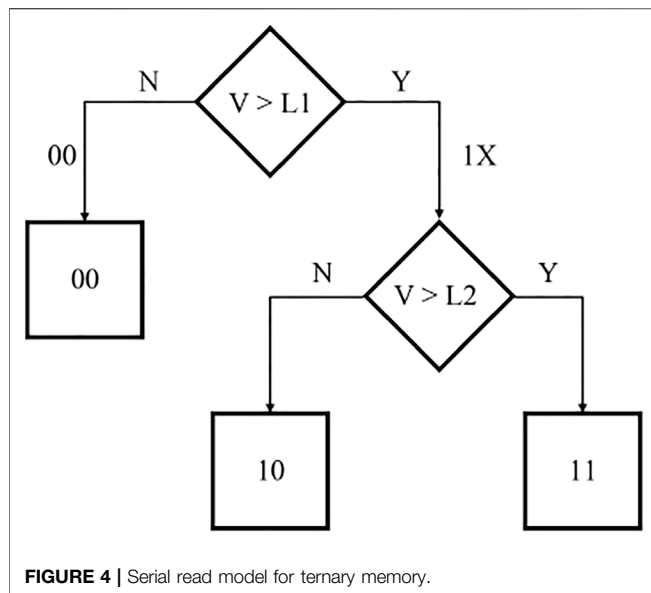 N
V > L1
Y
00
1X
00
N
V > L2
Y
10
11
FIGURE 4 | Serial read model for ternary memory.